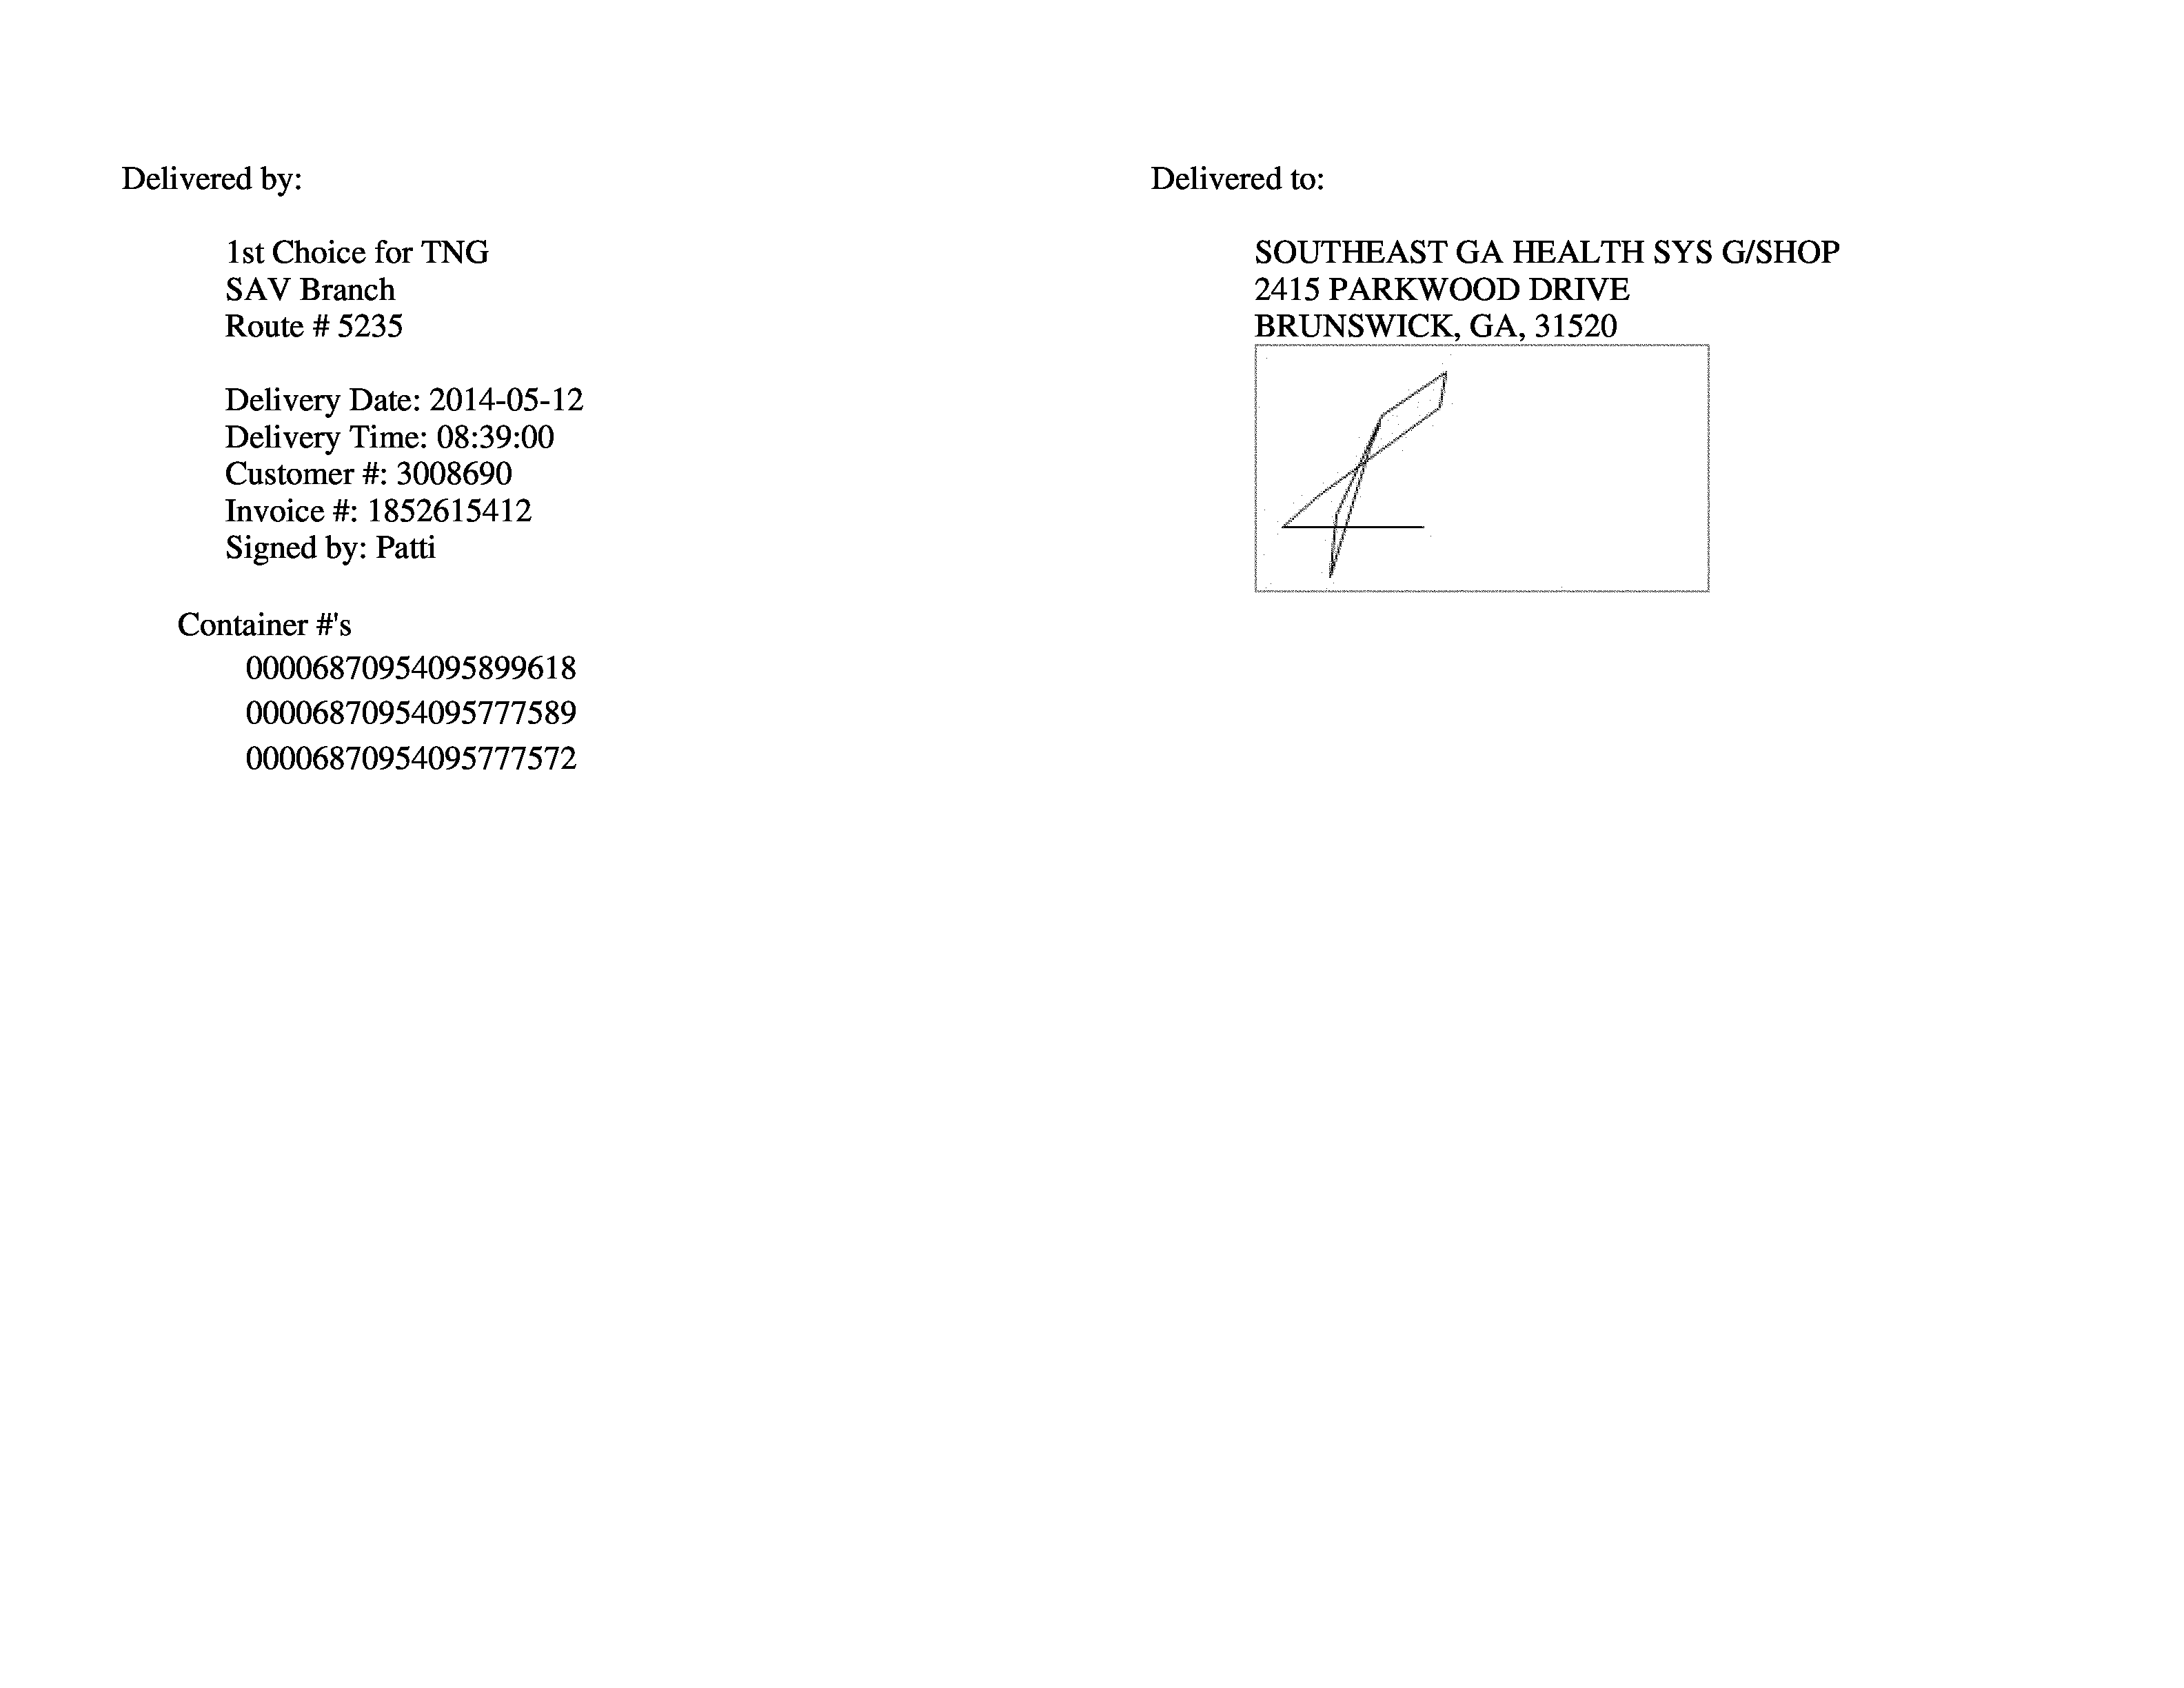 Delivered by:
1st Choice for TNG
SAV Branch
Route # 5235
Delivery Date: 2014-05-12
Delivery Time: 08:39:00
Customer #: 3008690
Invoice #: 1852615412
Signed by: Patti
Container #'s
00006870954095899618
00006870954095777589
00006870954095777572
Delivered to:
SOUTHEAST GA HEALTH SYS G/SHOP
2415 PARKWOOD DRIVE
BRUNSWICK, GA, 31520